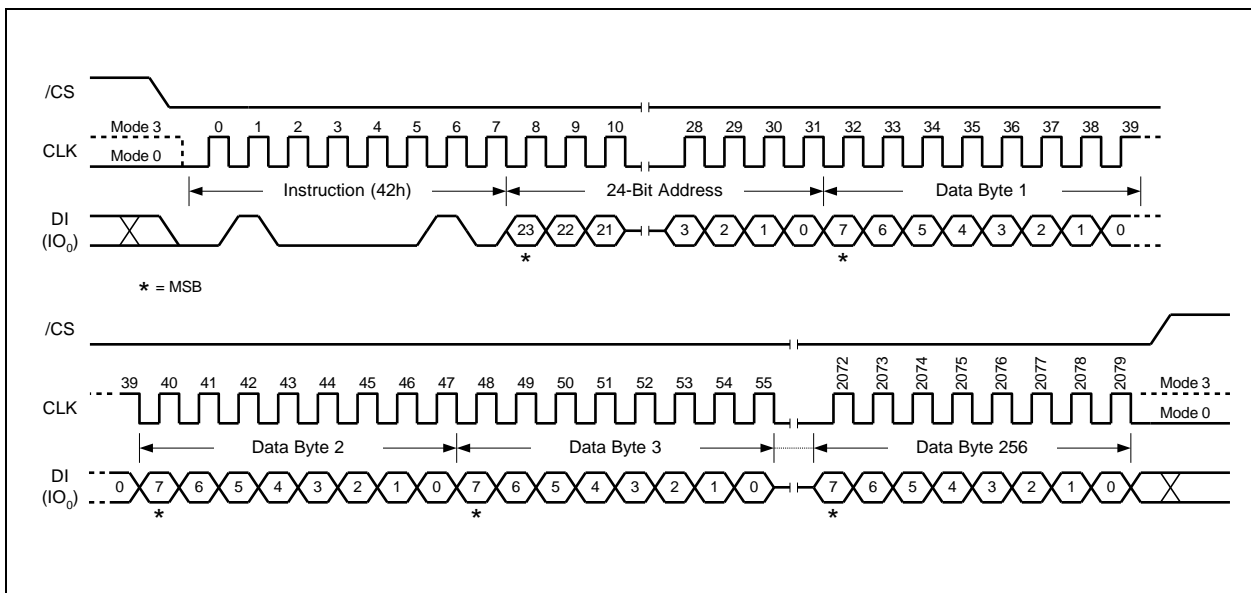 /CS
Mode 3 0 1 2 3 4 5 6 7 8 9 10 28 29 30 31 32 33 34 35 36 37 38 39
CLK Mode 0
Instruction (42h) 24-Bit Address Data Byte 1
DI
(IO0) 23 22 21 3 2 1 0 7 6 5 4 3 2 1 0
* *
* = MSB
/CS
39 40 41 42 43 44 45 46 47 48 49 50 51 52 53 54 55 2072 2073 2074 2075 2076 2077 2078 2079 Mode 3
CLK Mode 0
Data Byte 2 Data Byte 3 Data Byte 256
DI
(IO0) 0 7 6 5 4 3 2 1 0 7 6 5 4 3 2 1 0 7 6 5 4 3 2 1 0
* * *